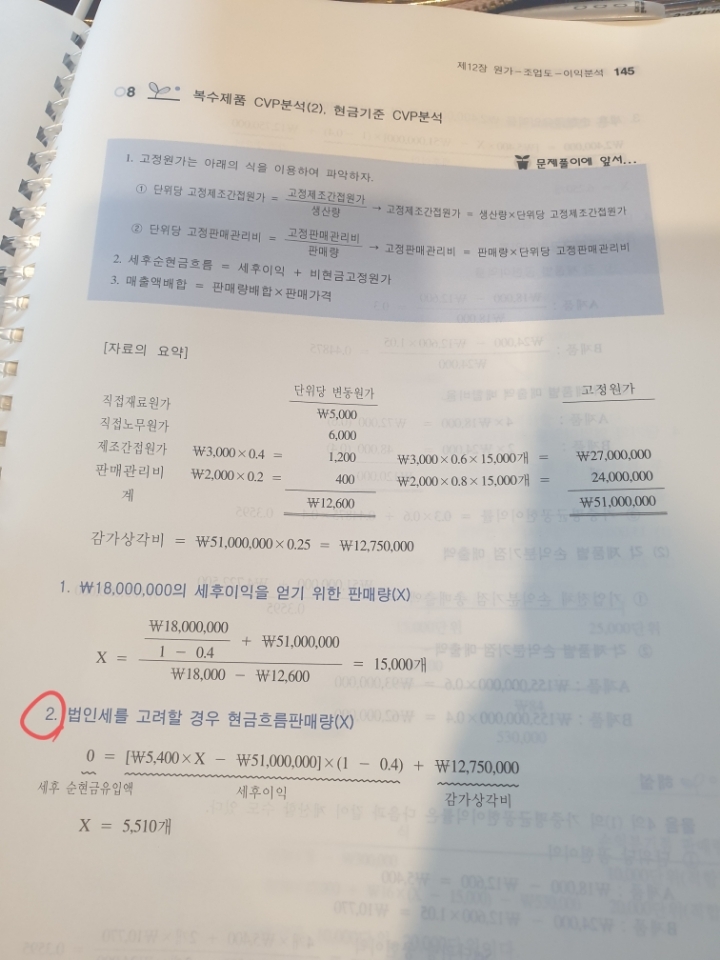 제12장 원가-조업도-이익분석 145
08 복수제품 CVP분석(2), 현금기준 CVP분석
문제풀이에 앞서...
1. 고정원가는 아래의 식을 이용하여 파악하자.
① 단위당 고정제조간접원가 = 고정제조간접원가 / 생산량 → 고정제조간접원가 = 생산량×단위당 고정제조간접원가
② 단위당 고정판매관리비 = 고정판매관리비 / 판매량 → 고정판매관리비 = 판매량×단위당 고정판매관리비
2. 세후순현금흐름 = 세후이익 + 비현금고정원가
3. 매출액배합 = 판매량배합×판매가격
[자료의 요약]
단위당 변동원가 고정원가
직접재료원가 ₩5,000
직접노무원가 6,000
제조간접원가 ₩3,000×0.4 = 1,200 ₩3,000×0.6×15,000개 = ₩27,000,000
판매관리비 ₩2,000×0.2 = 400 ₩2,000×0.8×15,000개 = 24,000,000
계 ₩12,600 ₩51,000,000
감가상각비 = ₩51,000,000×0.25 = ₩12,750,000
1. ₩18,000,000의 세후이익을 얻기 위한 판매량(X)
₩18,000,000
1 - 0.4
+ ₩51,000,000
X =
₩18,000 - ₩12,600
= 15,000개
2. 법인세를 고려할 경우 현금흐름판매량(X)
0 = [₩5,400×X - ₩51,000,000]×(1 - 0.4) + ₩12,750,000
세후 순현금유입액 세후이익 감가상각비
X = 5,510개